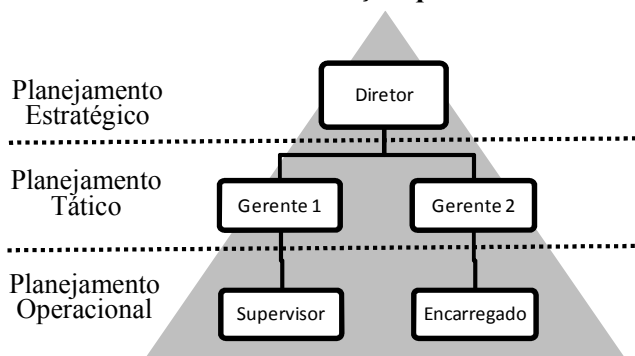 Planejamento
Estratégico
Diretor
Planejamento
Tático
Gerente 1
Gerente 2
Planejamento
Operacional
Supervisor
Encarregado